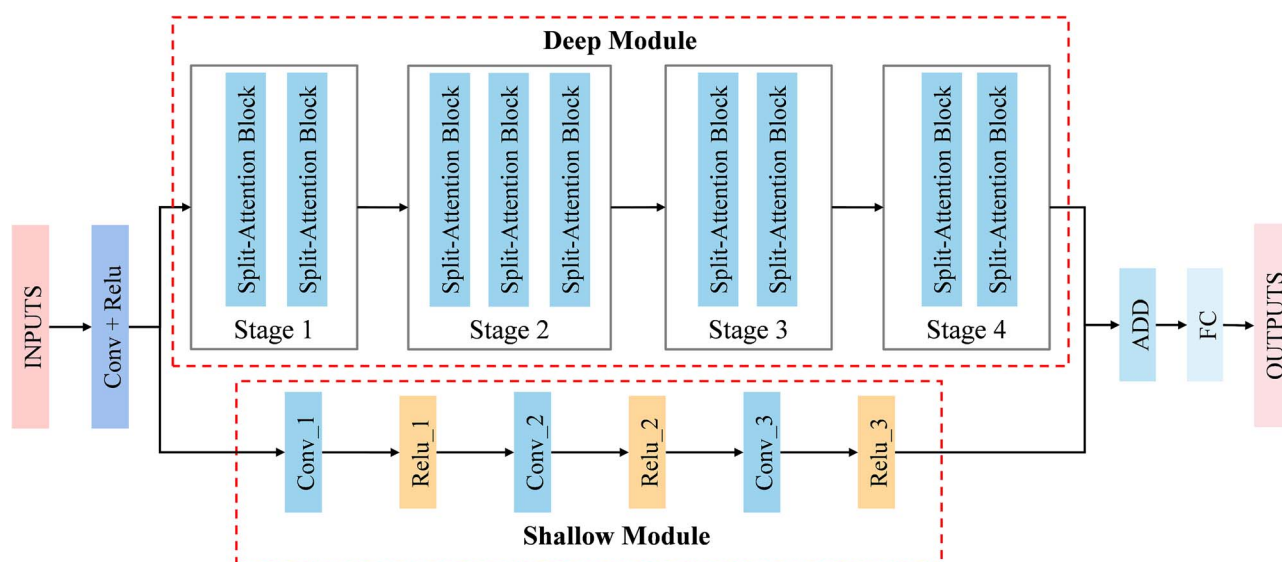 Deep Module
Split-Attention Block
Split-Attention Block
Stage 1
Split-Attention Block
Split-Attention Block
Split-Attention Block
Stage 2
Split-Attention Block
Split-Attention Block
Stage 3
Split-Attention Block
Split-Attention Block
Stage 4
INPUTS
Conv + Relu
ADD
FC
OUTPUTS
Conv_1
Relu_1
Conv_2
Relu_2
Conv_3
Relu_3
Shallow Module